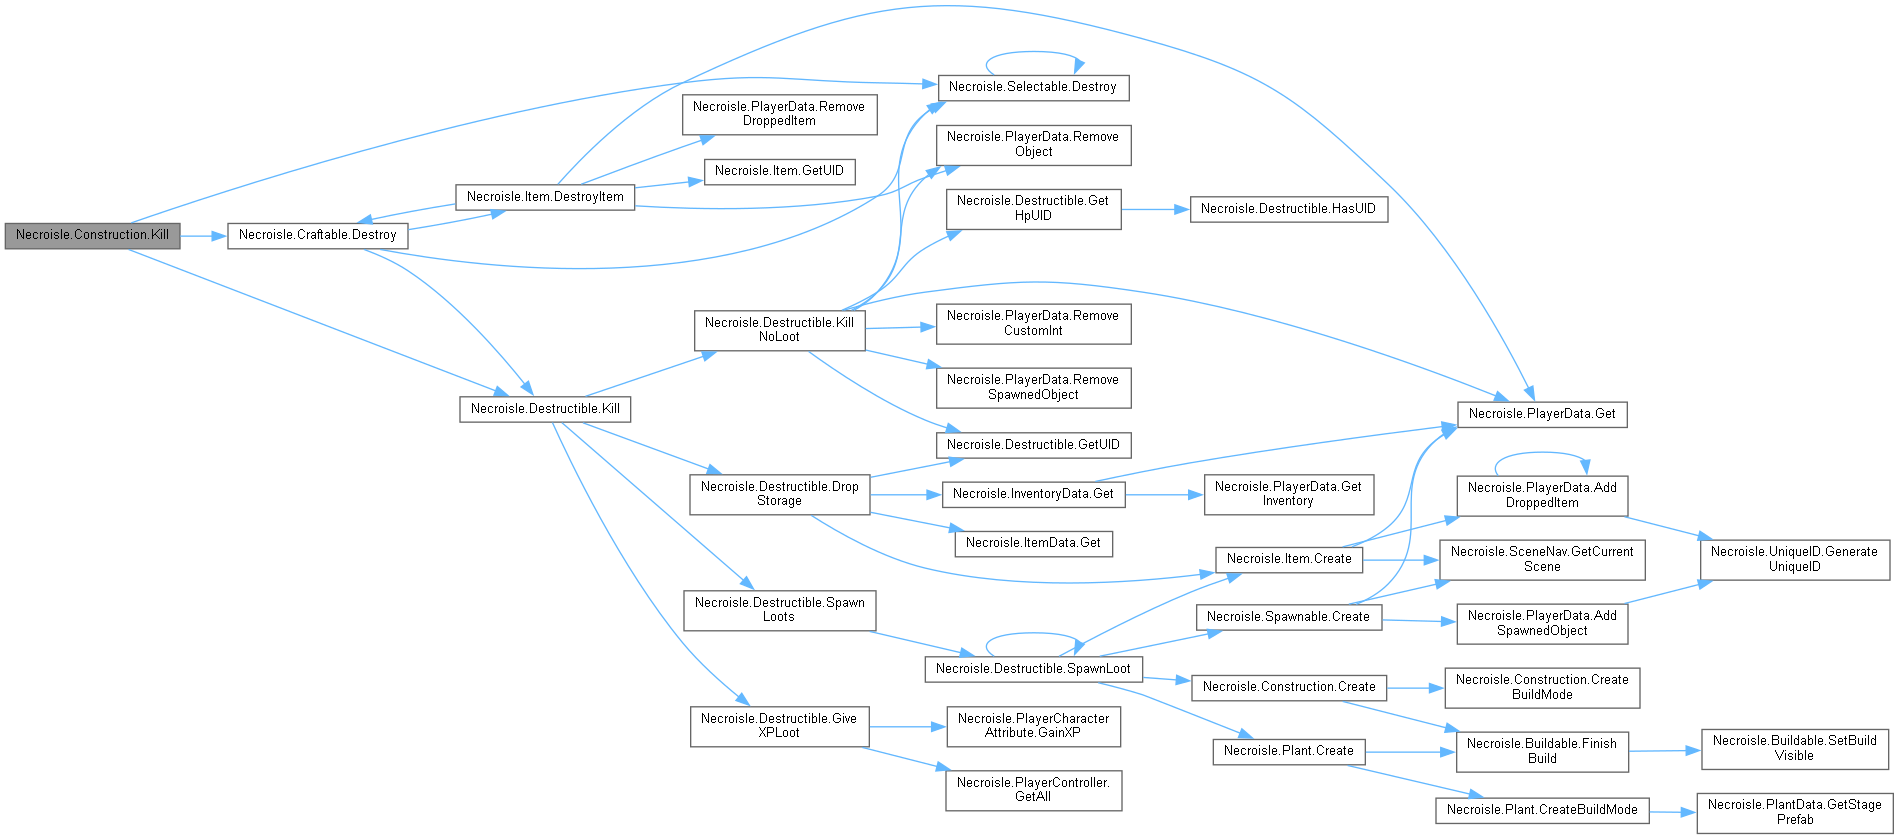 Necroisle.Construction.Kill
Necroisle.Craftable.Destroy
Necroisle.Item.DestroyItem
Necroisle.Destructible.Kill
Necroisle.PlayerData.Remove
DroppedItem
Necroisle.Item.GetUID
Necroisle.Destructible.Kill
NoLoot
Necroisle.Destructible.Drop
Storage
Necroisle.Destructible.Spawn
Loots
Necroisle.Destructible.Give
XPLoot
Necroisle.Selectable.Destroy
Necroisle.PlayerData.Remove
Object
Necroisle.Destructible.Get
HpUID
Necroisle.PlayerData.Remove
CustomInt
Necroisle.PlayerData.Remove
SpawnedObject
Necroisle.Destructible.GetUID
Necroisle.InventoryData.Get
Necroisle.ItemData.Get
Necroisle.Destructible.SpawnLoot
Necroisle.PlayerCharacter
Attribute.GainXP
Necroisle.PlayerController.
GetAll
Necroisle.Destructible.HasUID
Necroisle.PlayerData.Get
Inventory
Necroisle.Item.Create
Necroisle.Spawnable.Create
Necroisle.Construction.Create
Necroisle.Plant.Create
Necroisle.PlayerData.Get
Necroisle.PlayerData.Add
DroppedItem
Necroisle.SceneNav.GetCurrent
Scene
Necroisle.PlayerData.Add
SpawnedObject
Necroisle.Construction.Create
BuildMode
Necroisle.Buildable.Finish
Build
Necroisle.Plant.CreateBuildMode
Necroisle.UniqueID.Generate
UniqueID
Necroisle.Buildable.SetBuild
Visible
Necroisle.PlantData.GetStage
Prefab